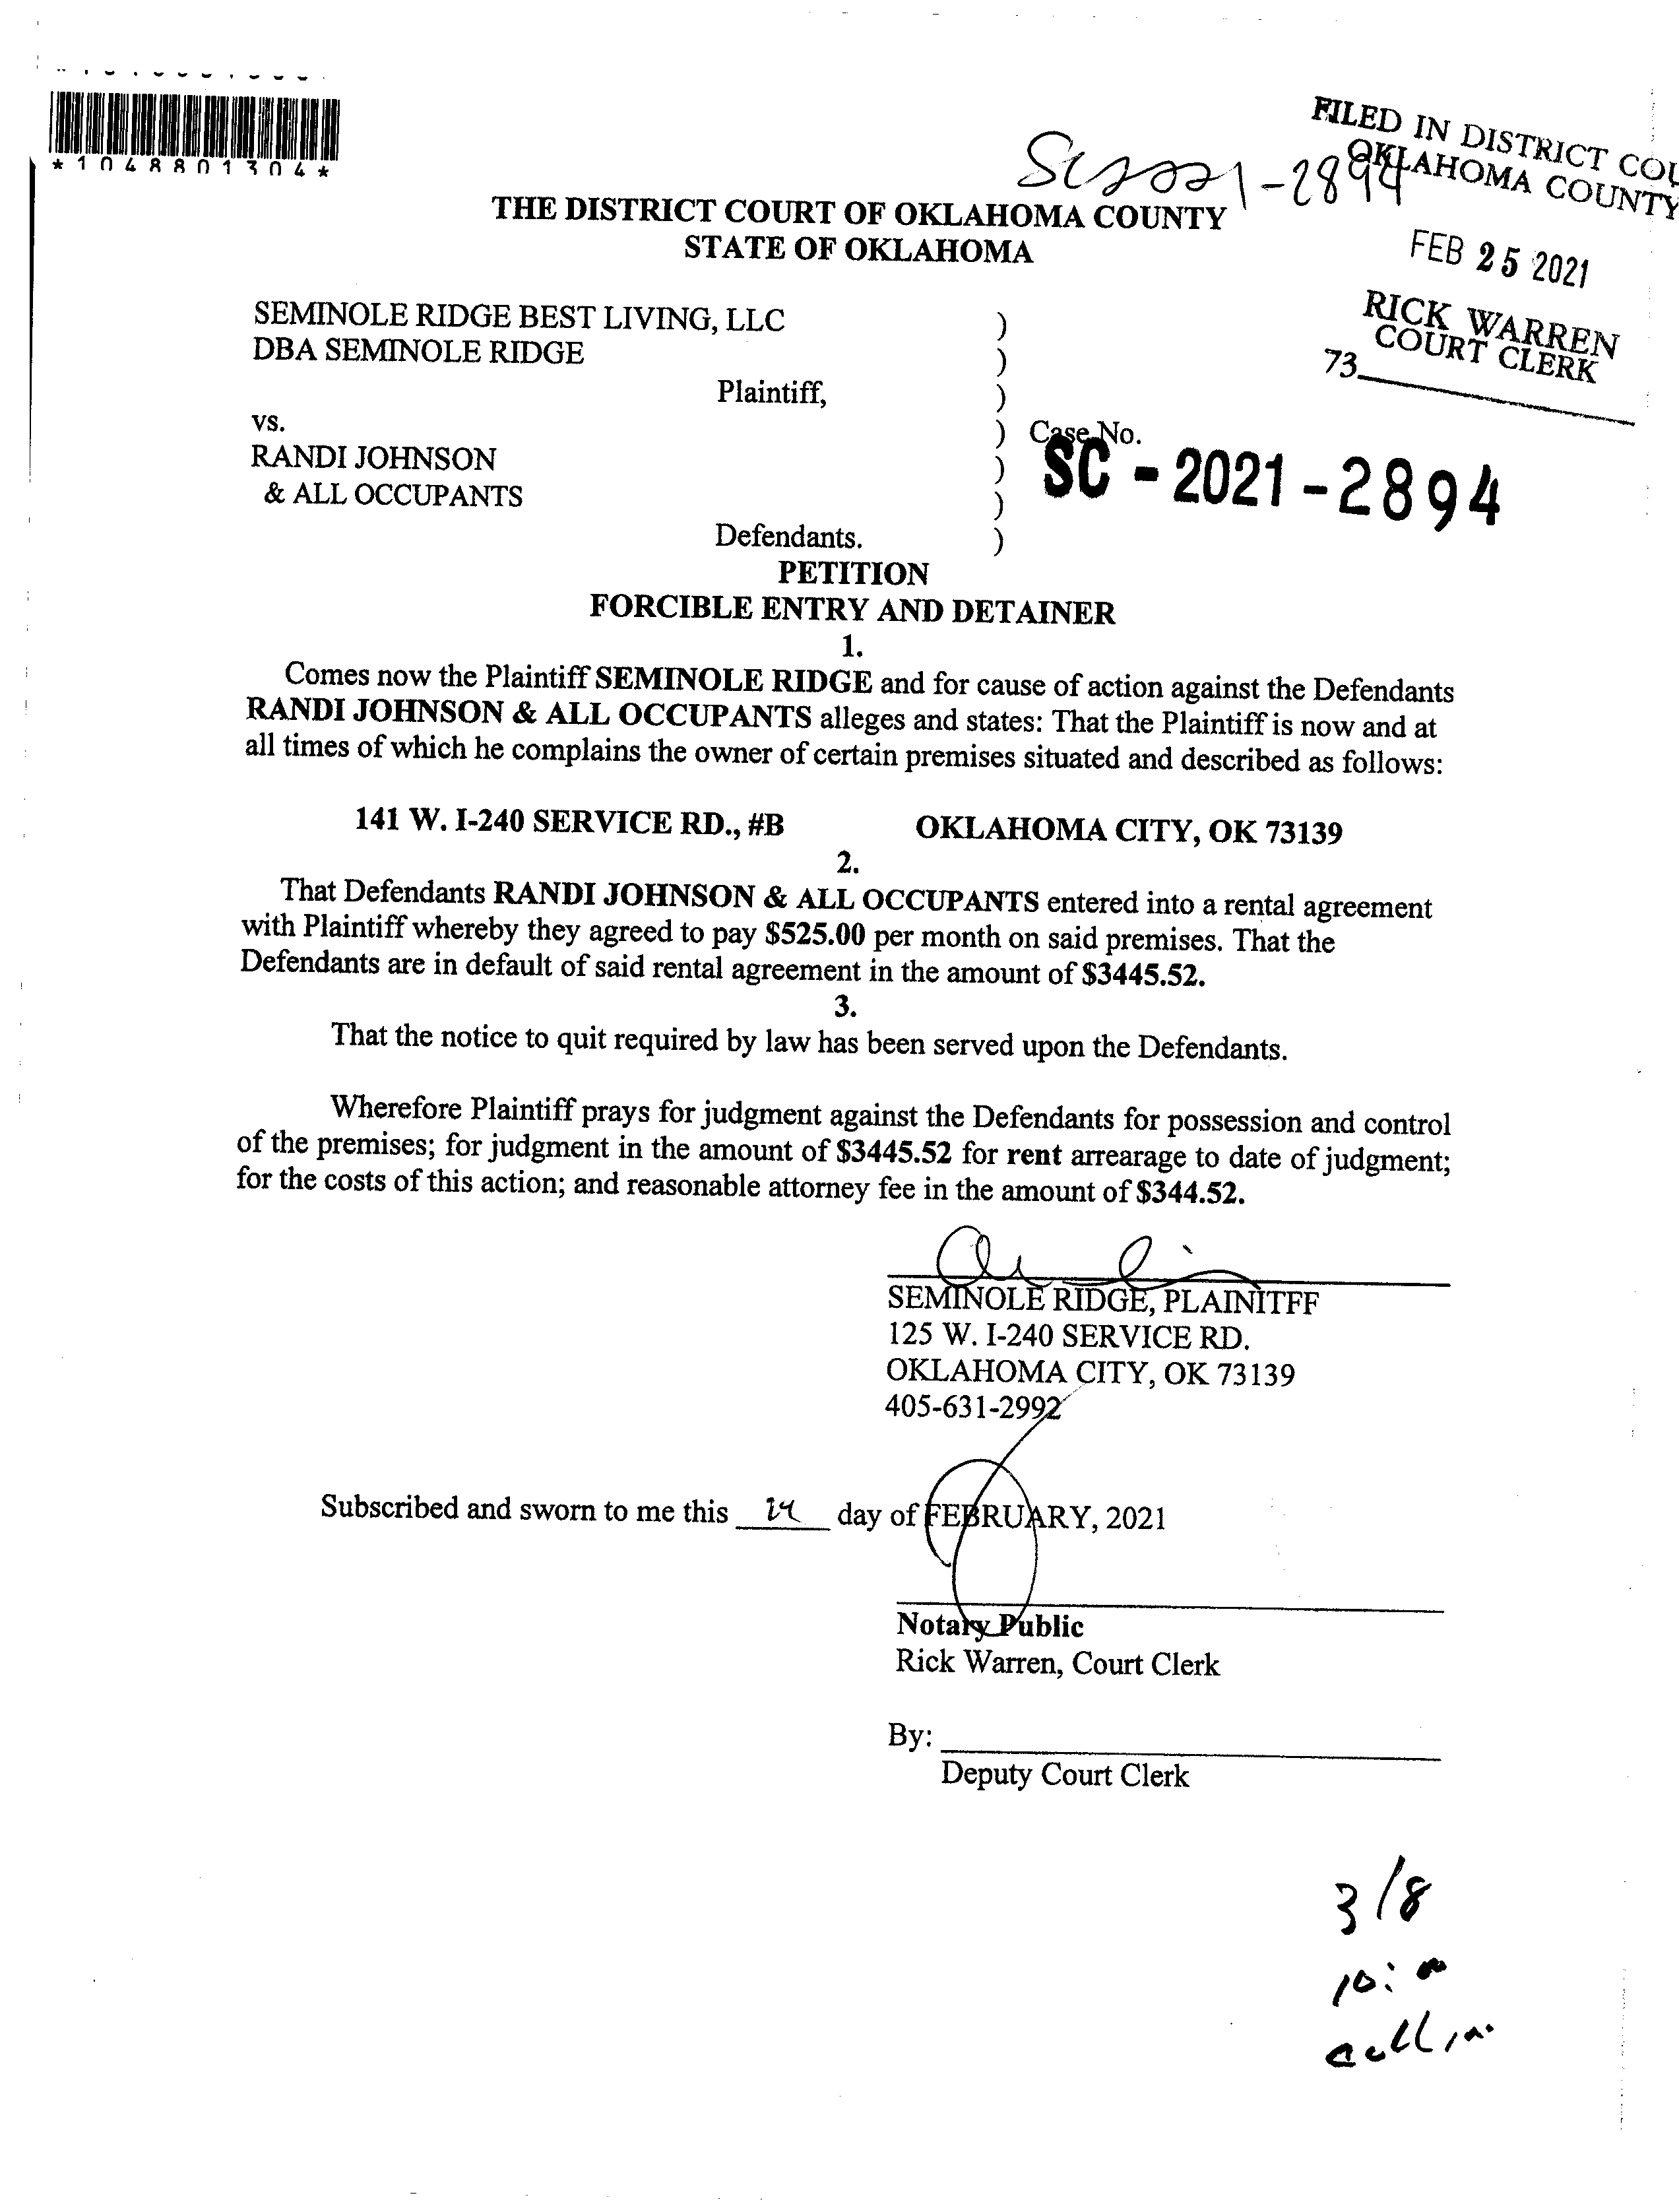 *1048801304*
SC2021-2894
FILED IN DISTRICT COU
OKLAHOMA COUNTY
FEB 25 2021
RICK WARREN
COURT CLERK
73
THE DISTRICT COURT OF OKLAHOMA COUNTY
STATE OF OKLAHOMA
SEMINOLE RIDGE BEST LIVING, LLC )
DBA SEMINOLE RIDGE )
Plaintiff, )
vs. ) Case No.
RANDI JOHNSON ) SC - 2021 - 2894
& ALL OCCUPANTS )
Defendants. )
PETITION
FORCIBLE ENTRY AND DETAINER
1.
Comes now the Plaintiff SEMINOLE RIDGE and for cause of action against the Defendants
RANDI JOHNSON & ALL OCCUPANTS alleges and states: That the Plaintiff is now and at
all times of which he complains the owner of certain premises situated and described as follows:
141 W. I-240 SERVICE RD., #B OKLAHOMA CITY, OK 73139
2.
That Defendants RANDI JOHNSON & ALL OCCUPANTS entered into a rental agreement
with Plaintiff whereby they agreed to pay $525.00 per month on said premises. That the
Defendants are in default of said rental agreement in the amount of $3445.52.
3.
That the notice to quit required by law has been served upon the Defendants.
Wherefore Plaintiff prays for judgment against the Defendants for possession and control
of the premises; for judgment in the amount of $3445.52 for rent arrearage to date of judgment;
for the costs of this action; and reasonable attorney fee in the amount of $344.52.
SEMINOLE RIDGE, PLAINITFF
125 W. I-240 SERVICE RD.
OKLAHOMA CITY, OK 73139
405-631-2992
Subscribed and sworn to me this 24 day of FEBRUARY, 2021
Notary Public
Rick Warren, Court Clerk
By:
Deputy Court Clerk
3/8